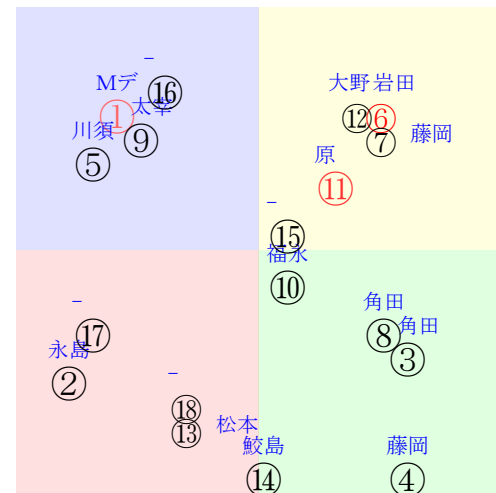 –
Mデ
⑯
大野
岩田
①
太宰
⑫
⑥
川須
⑨
⑦
藤岡
⑤
原
⑪
–
⑮
福永
⑩
–
角田
⑰
⑧
角田
永島
③
②
–
⑱
⑬
松本
鮫島
藤岡
⑭
④